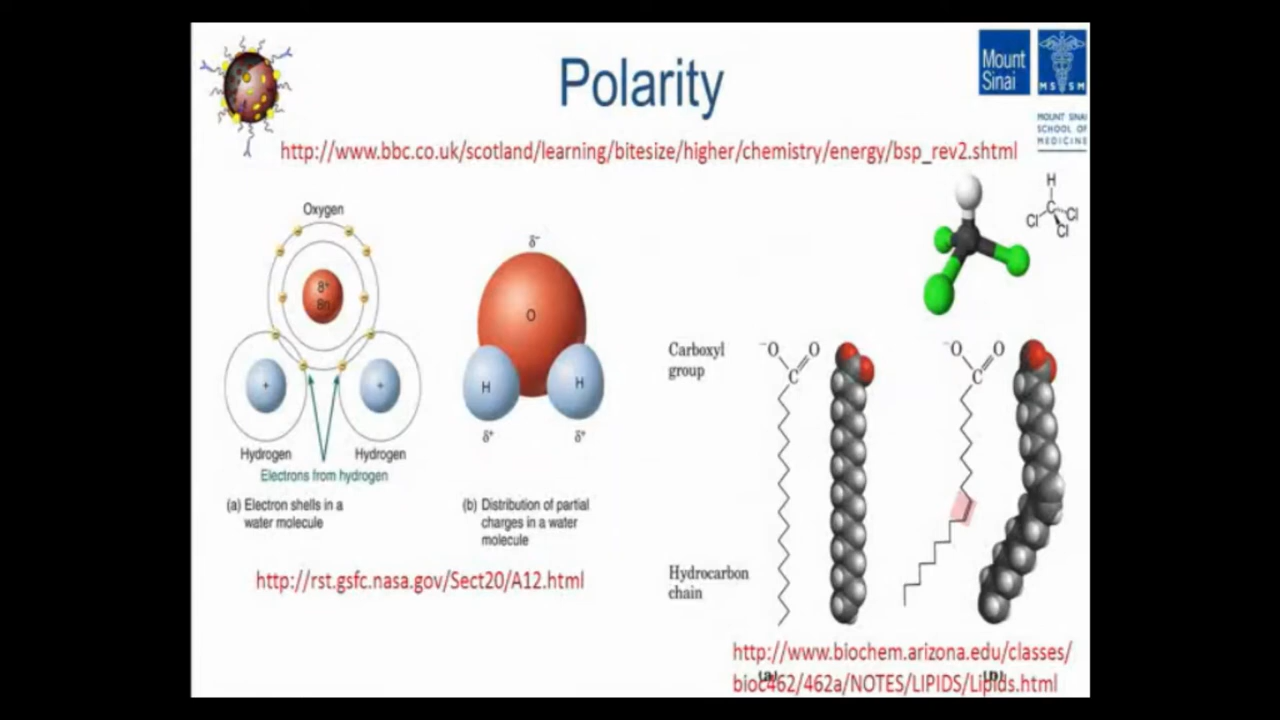 Polarity
Mount
Sinai
M S S M
MOUNT SINAI
SCHOOL OF
MEDICINE
http://www.bbc.co.uk/scotland/learning/bitesize/higher/chemistry/energy/bsp_rev2.shtml
Oxygen
8⁺
8n
+
+
Hydrogen
Hydrogen
Electrons from hydrogen
(a) Electron shells in a
water molecule
δ⁻
O
H
H
δ⁺
δ⁺
(b) Distribution of partial
charges in a water
molecule
http://rst.gsfc.nasa.gov/Sect20/A12.html
H
C
Cl
Cl
Cl
Carboxyl
group
⁻O
O
C
⁻O
O
C
Hydrocarbon
chain
(a)
(b)
http://www.biochem.arizona.edu/classes/
bioc462/462a/NOTES/LIPIDS/Lipids.html